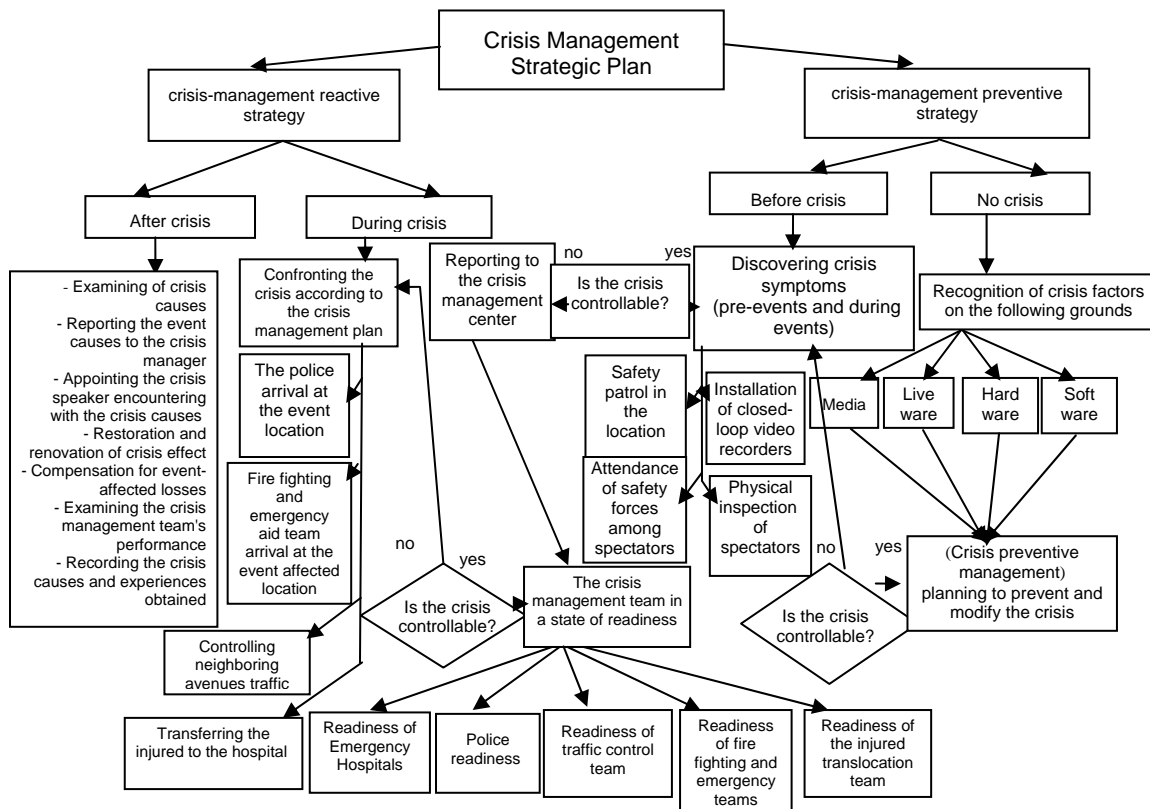 Crisis Management
Strategic Plan
crisis-management reactive
strategy
crisis-management preventive
strategy
After crisis
During crisis
Before crisis
No crisis
- Examining of crisis
causes
- Reporting the event
causes to the crisis
manager
- Appointing the crisis
speaker encountering
with the crisis causes
- Restoration and
renovation of crisis effect
- Compensation for event-
affected losses
- Examining the crisis
management team's
performance
- Recording the crisis
causes and experiences
obtained
Confronting the
crisis according to
the crisis
management plan
Reporting to
the crisis
management
center
no
yes
Is the crisis
controllable?
Discovering crisis
symptoms
(pre-events and during
events)
Recognition of crisis factors
on the following grounds
The police
arrival at the
event
location
Safety
patrol in the
location
Installation
of closed-
loop video
recorders
Media
Live
ware
Hard
ware
Soft
ware
Fire fighting
and
emergency
aid team
arrival at the
event affected
location
Attendance
of safety
forces
among
spectators
Physical
inspection
of
spectators
no
yes
Is the crisis
controllable?
The crisis
management team in
a state of readiness
no
yes
Is the crisis
controllable?
(Crisis preventive
management)
planning to prevent and
modify the crisis
Controlling
neighboring
avenues traffic
Transferring the
injured to the hospital
Readiness of
Emergency
Hospitals
Police
readiness
Readiness of
traffic control
team
Readiness
of fire
fighting and
emergency
teams
Readiness of
the injured
translocation
team